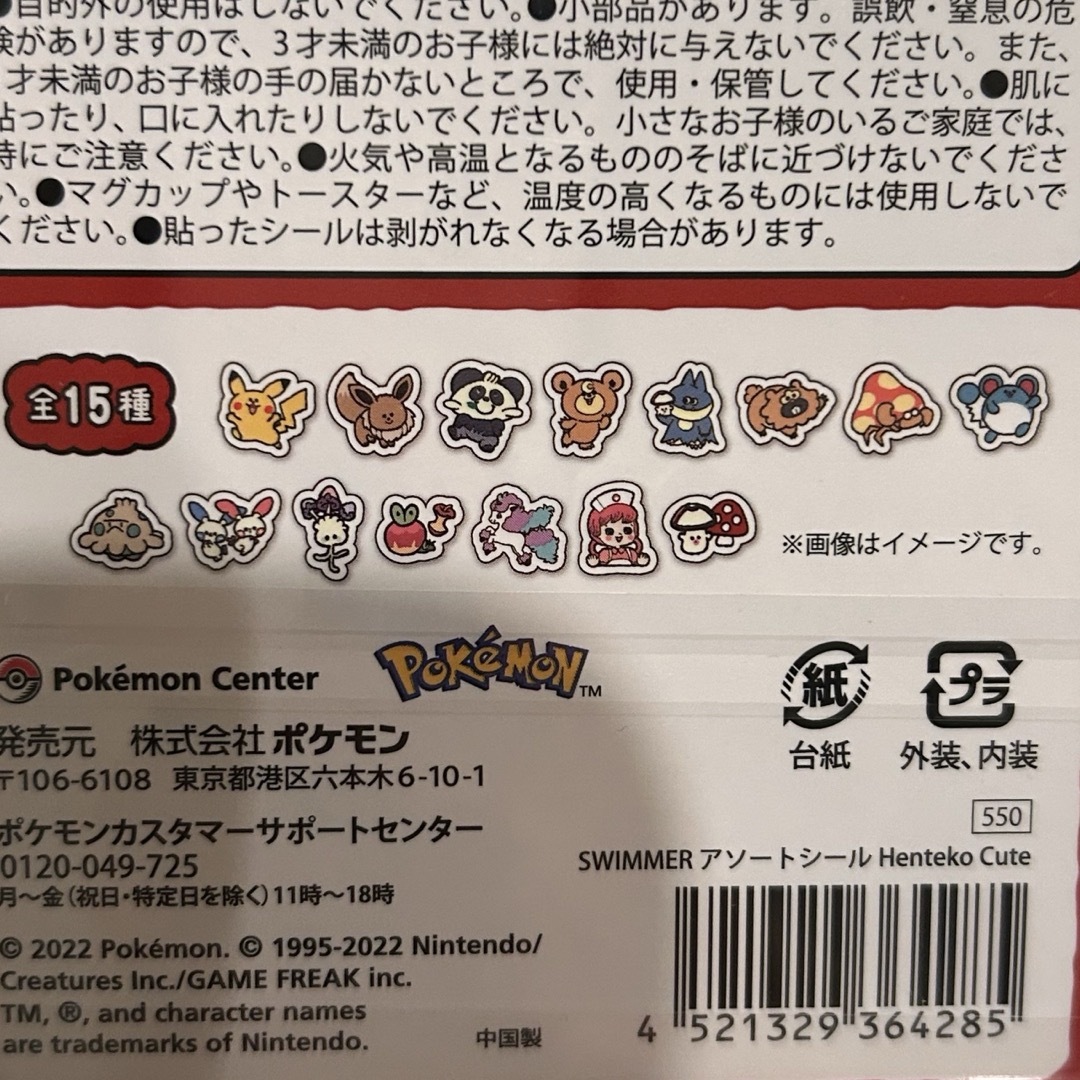 ●目的外の使用はしないでください。●小部品があります。誤飲・窒息の危
険がありますので、3才未満のお子様には絶対に与えないでください。また、
才未満のお子様の手の届かないところで、使用・保管してください。●肌に
貼ったり、口に入れたりしないでください。小さなお子様のいるご家庭では、
特にご注意ください。●火気や高温となるもののそばに近づけないでくださ
い。●マグカップやトースターなど、温度の高くなるものには使用しないで
ください。●貼ったシールは剥がれなくなる場合があります。
全15種
※画像はイメージです。
Pokémon Center
POKéMON™
紙
プラ
台紙
外装、内装
発売元 株式会社ポケモン
〒106-6108 東京都港区六本木6-10-1
ポケモンカスタマーサポートセンター
0120-049-725
月〜金(祝日・特定日を除く)11時〜18時
550
SWIMMER アソートシール Henteko Cute
© 2022 Pokémon. © 1995-2022 Nintendo/
Creatures Inc./GAME FREAK inc.
TM, ®, and character names
are trademarks of Nintendo.
中国製
4 521329 364285